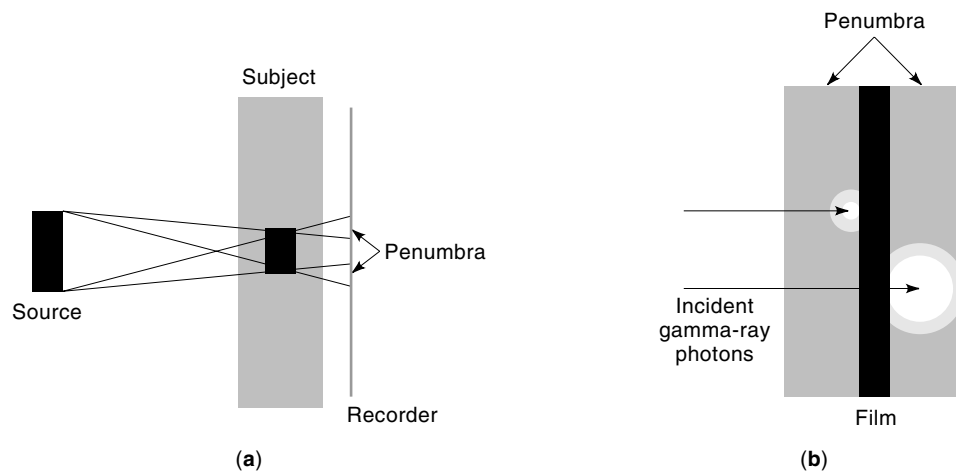 Subject
Source
Penumbra
Recorder
(a)
Penumbra
Incident
gamma-ray
photons
Film
(b)